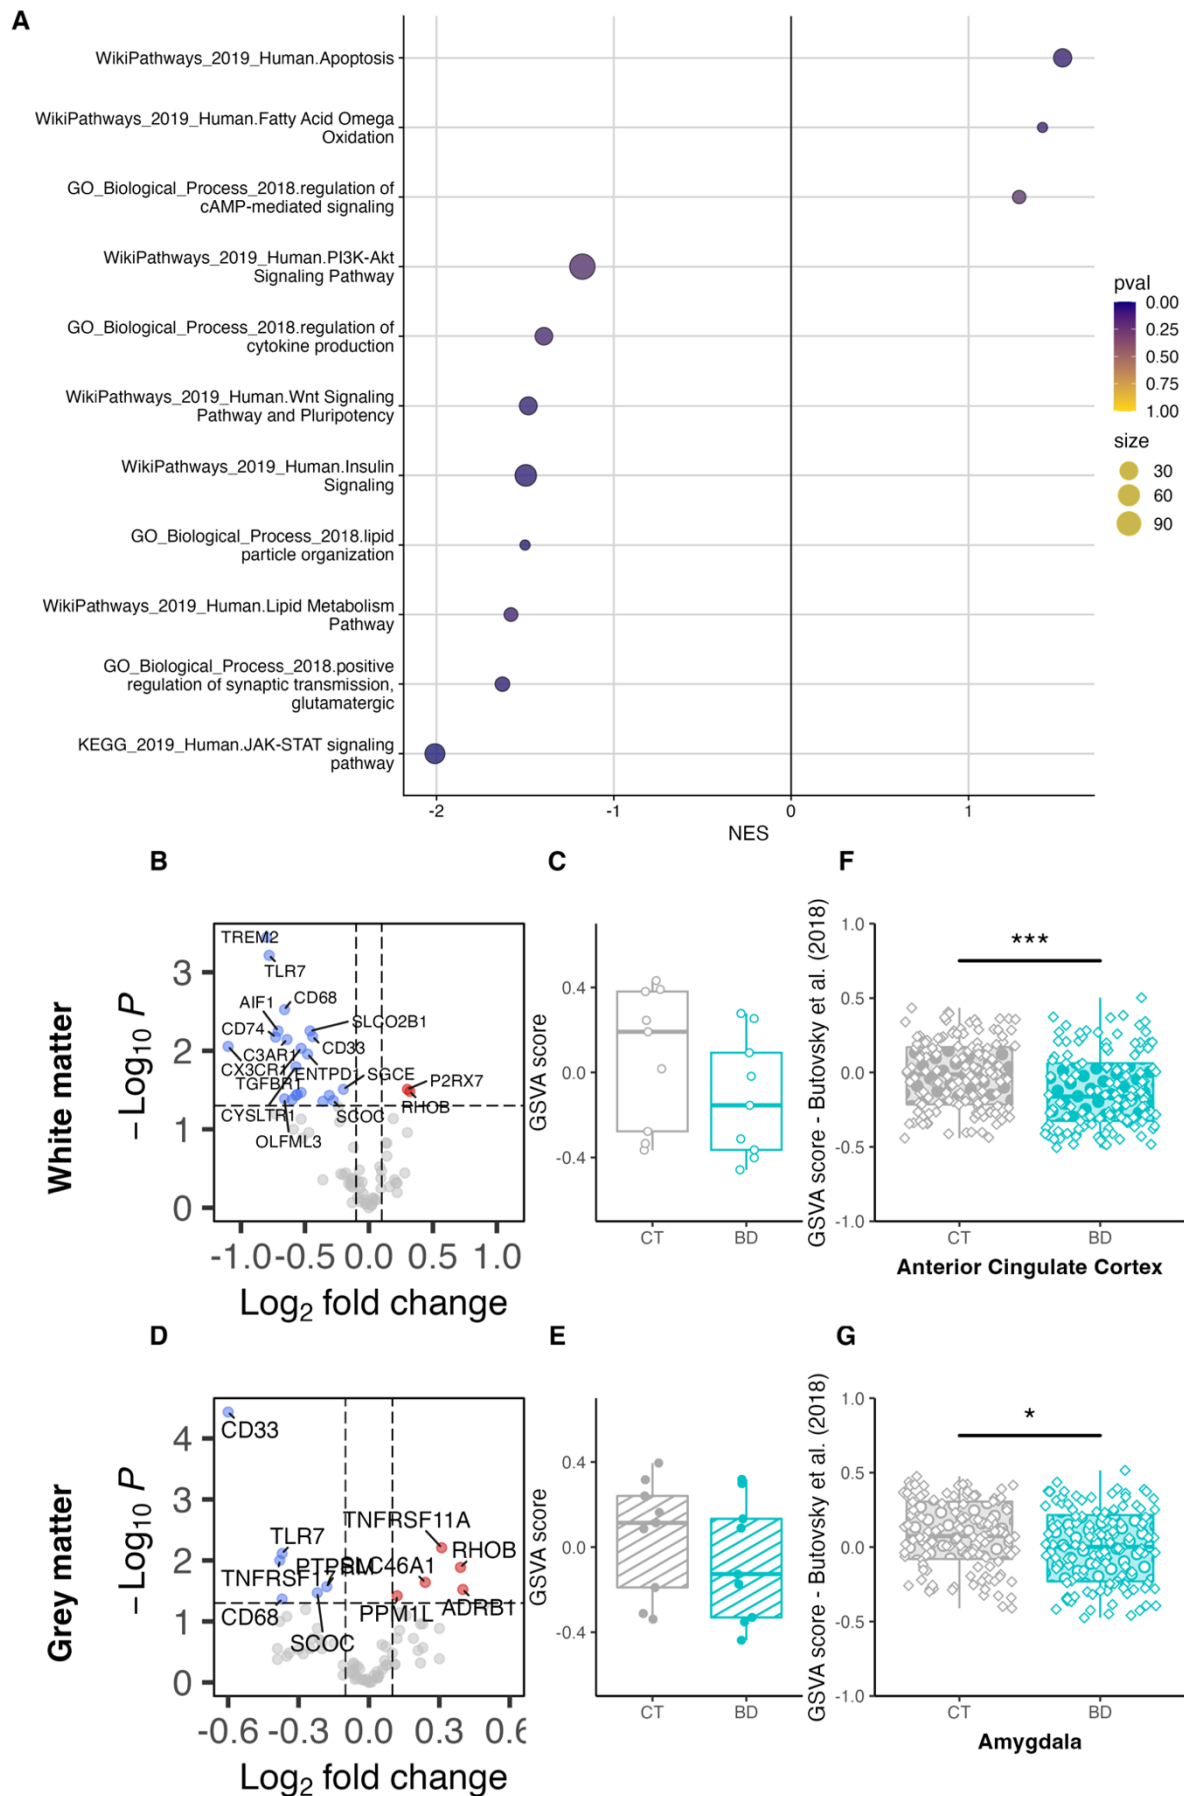 A
WikiPathways_2019_Human.Apoptosis
WikiPathways_2019_Human.Fatty Acid Omega
Oxidation
GO_Biological_Process_2018.regulation of
cAMP-mediated signaling
WikiPathways_2019_Human.PI3K-Akt
Signaling Pathway
GO_Biological_Process_2018.regulation of
cytokine production
WikiPathways_2019_Human.Wnt Signaling
Pathway and Pluripotency
WikiPathways_2019_Human.Insulin
Signaling
GO_Biological_Process_2018.lipid
particle organization
WikiPathways_2019_Human.Lipid Metabolism
Pathway
GO_Biological_Process_2018.positive
regulation of synaptic transmission,
glutamatergic
KEGG_2019_Human.JAK-STAT signaling
pathway
-2 -1 0 1
NES
pval
0.00
0.25
0.50
0.75
1.00
size
30
60
90
White matter
B
TREM2
TLR7
AIF1
CD68
SLCO2B1
CD74
CD33
C3AR1
CX3CR1
ENTPD1
SGCE
P2RX7
TGFBR1
RHOB
CYSLTR1
SCOC
OLFML3
3
2
1
0
-1.0 -0.5 0.0 0.5 1.0
– Log10 P
Log2 fold change
C
GSVA score
0.4
0.0
-0.4
CT BD
F
GSVA score - Butovsky et al. (2018)
1.0
0.5
0.0
-0.5
-1.0
***
CT BD
Anterior Cingulate Cortex
Grey matter
D
CD33
TNFRSF11A
TLR7
RHOB
PTPRM
SLC46A1
TNFRSF17
CD68
PPM1L
ADRB1
SCOC
4
3
2
1
0
-0.6 -0.3 0.0 0.3
– Log10 P
Log2 fold change
E
GSVA score
0.4
0.0
-0.4
CT BD
G
GSVA score - Butovsky et al. (2018)
1.0
0.5
0.0
-0.5
-1.0
*
CT BD
Amygdala